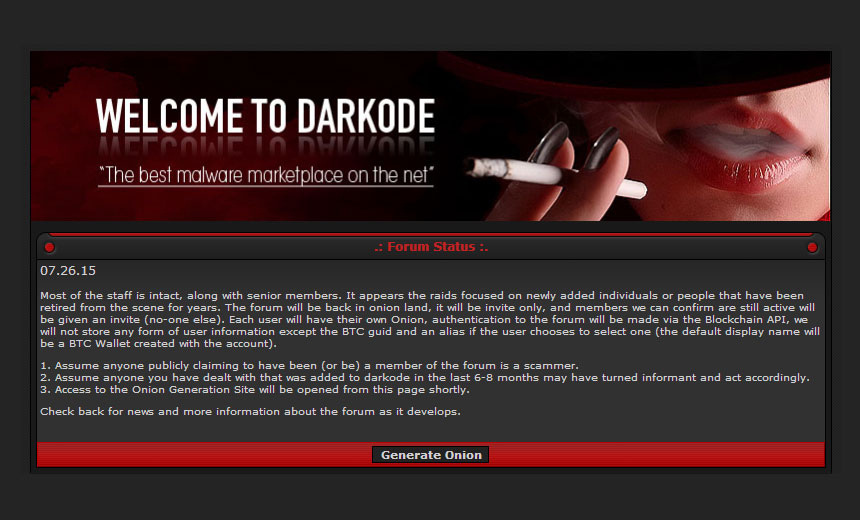 WELCOME TO DARKODE
“The best malware marketplace on the net”
.: Forum Status :.
07.26.15
Most of the staff is intact, along with senior members. It appears the raids focused on newly added individuals or people that have been
retired from the scene for years. The forum will be back in onion land, it will be invite only, and members we can confirm are still active will
be given an invite (no-one else). Each user will have their own Onion, authentication to the forum will be made via the Blockchain API, we
will not store any form of user information except the BTC guid and an alias if the user chooses to select one (the default display name will
be a BTC Wallet created with the account).
1. Assume anyone publicly claiming to have been (or be) a member of the forum is a scammer.
2. Assume anyone you have dealt with that was added to darkode in the last 6-8 months may have turned informant and act accordingly.
3. Access to the Onion Generation Site will be opened from this page shortly.
Check back for news and more information about the forum as it develops.
Generate Onion